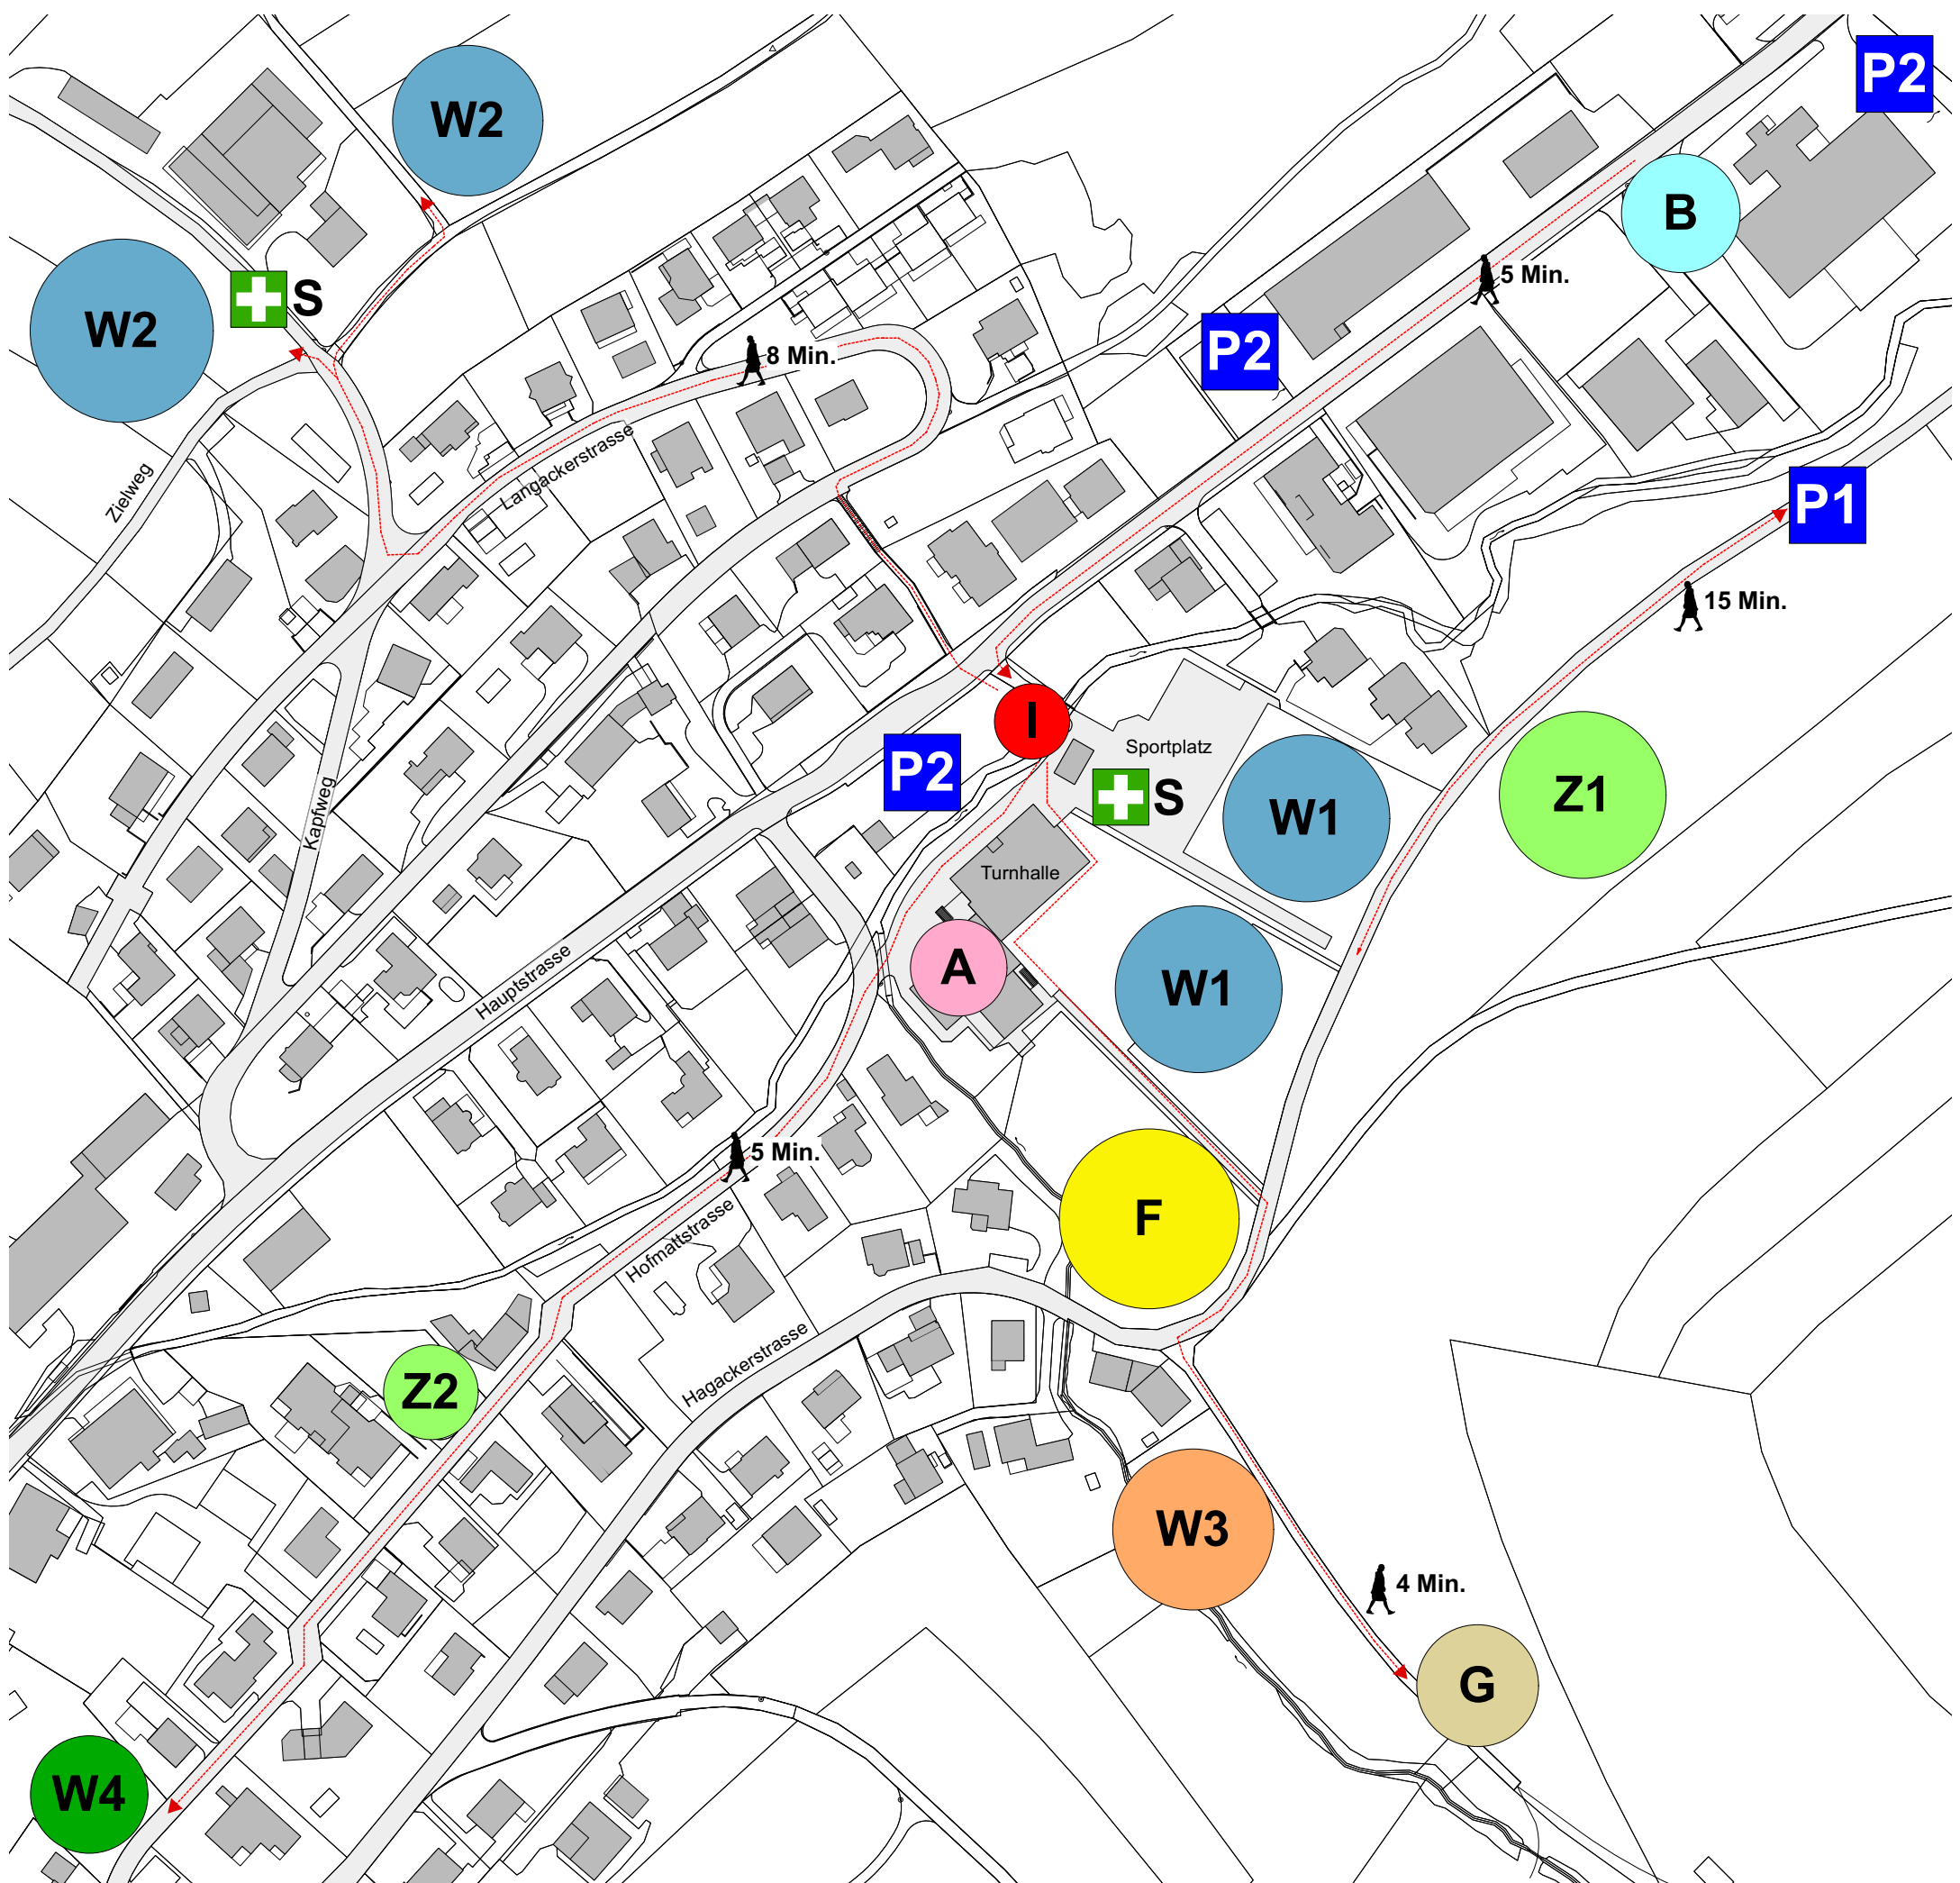 P2
W2
B
W2
S
5 Min.
P2
8 Min.
Langackerstrasse
Zielweg
P1
15 Min.
I
Sportplatz
P2
S
W1
Z1
Kapfweg
Turnhalle
A
Hauptstrasse
W1
5 Min.
F
Hofmattstrasse
Hagackerstrasse
Z2
W3
4 Min.
G
W4